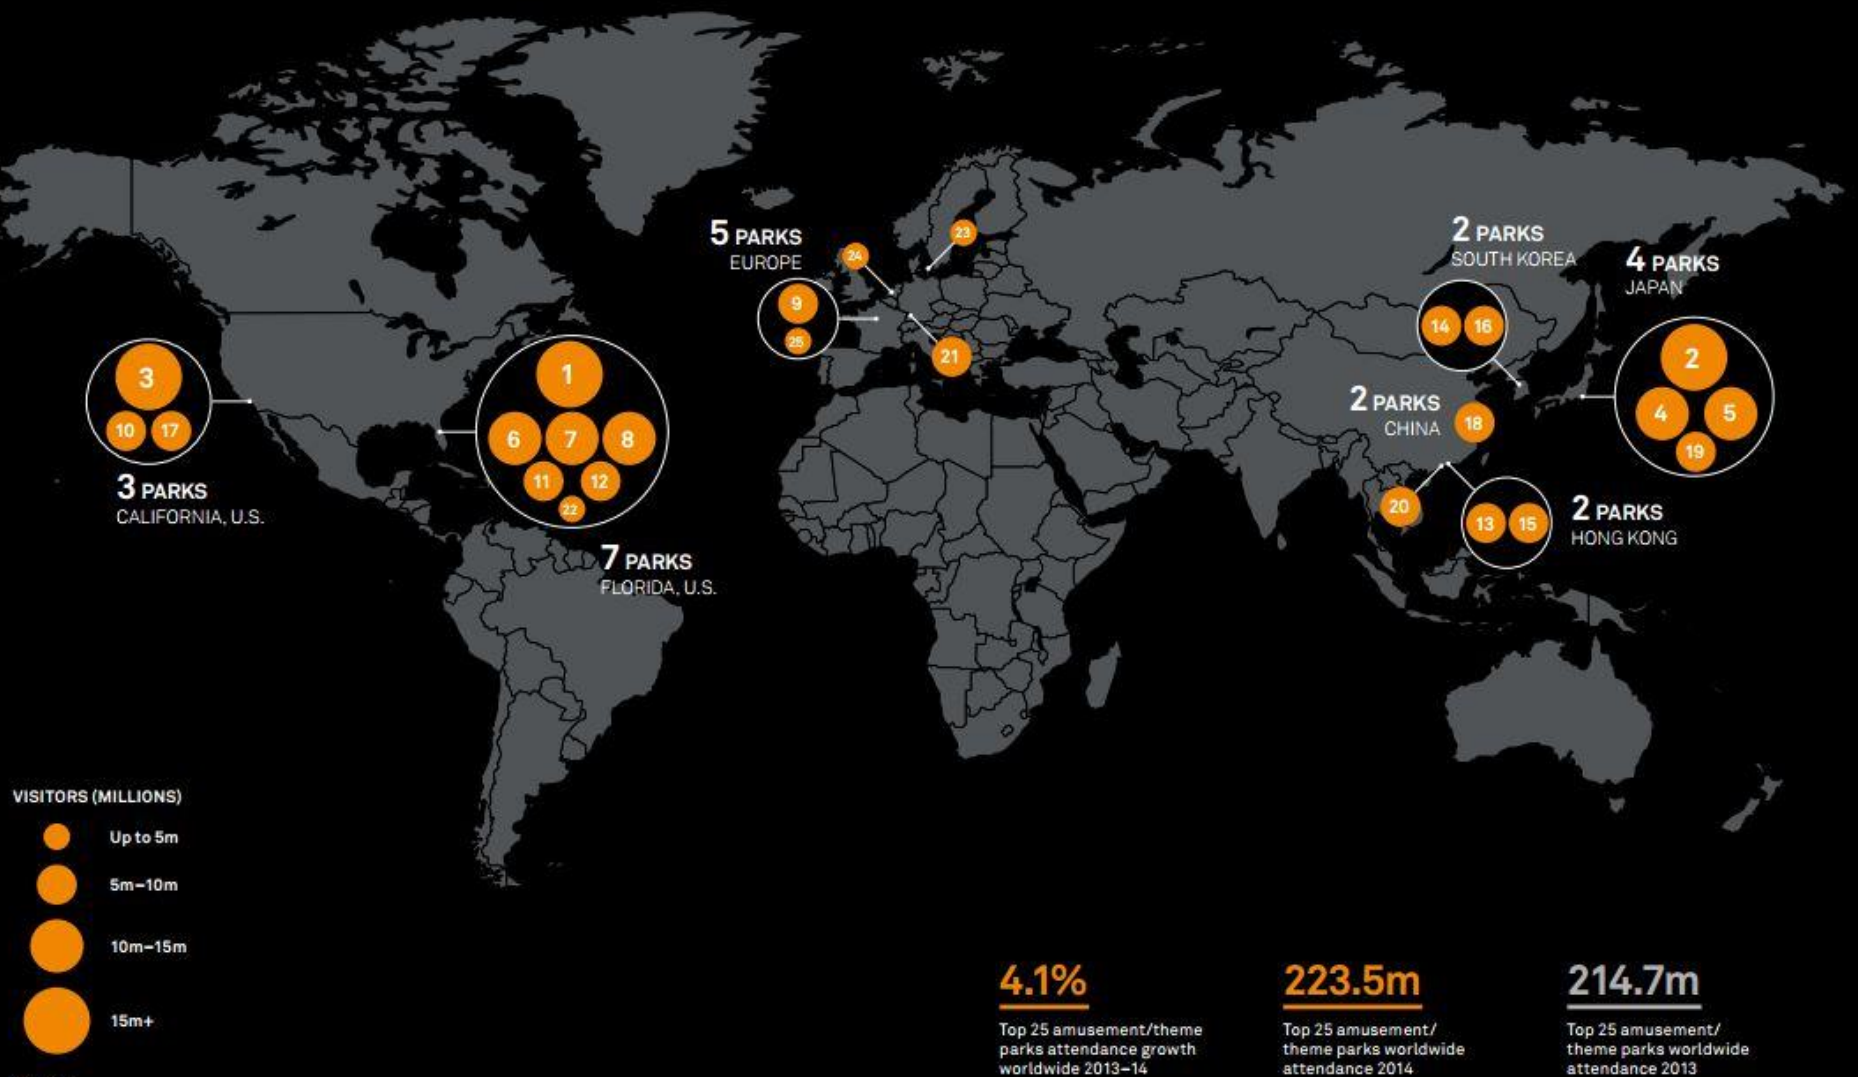 5 PARKS
EUROPE
24
23
9
25
21
2 PARKS
SOUTH KOREA
14
16
4 PARKS
JAPAN
2
4
5
19
2 PARKS
CHINA
18
20
13
15
2 PARKS
HONG KONG
3
10
17
3 PARKS
CALIFORNIA, U.S.
1
6
7
8
11
12
22
7 PARKS
FLORIDA, U.S.
VISITORS (MILLIONS)
Up to 5m
5m–10m
10m–15m
15m+
4.1%
Top 25 amusement/theme
parks attendance growth
worldwide 2013–14
223.5m
Top 25 amusement/
theme parks worldwide
attendance 2014
214.7m
Top 25 amusement/
theme parks worldwide
attendance 2013